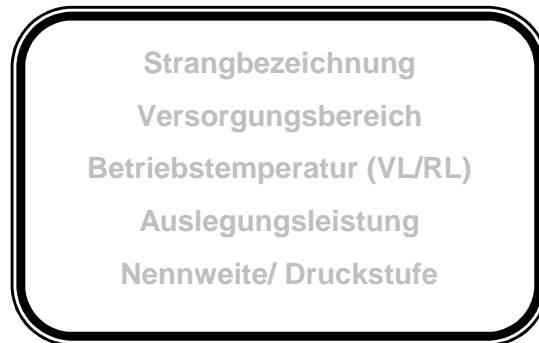 Strangbezeichnung
Versorgungsbereich
Betriebstemperatur (VL/RL)
Auslegungsleistung
Nennweite/ Druckstufe